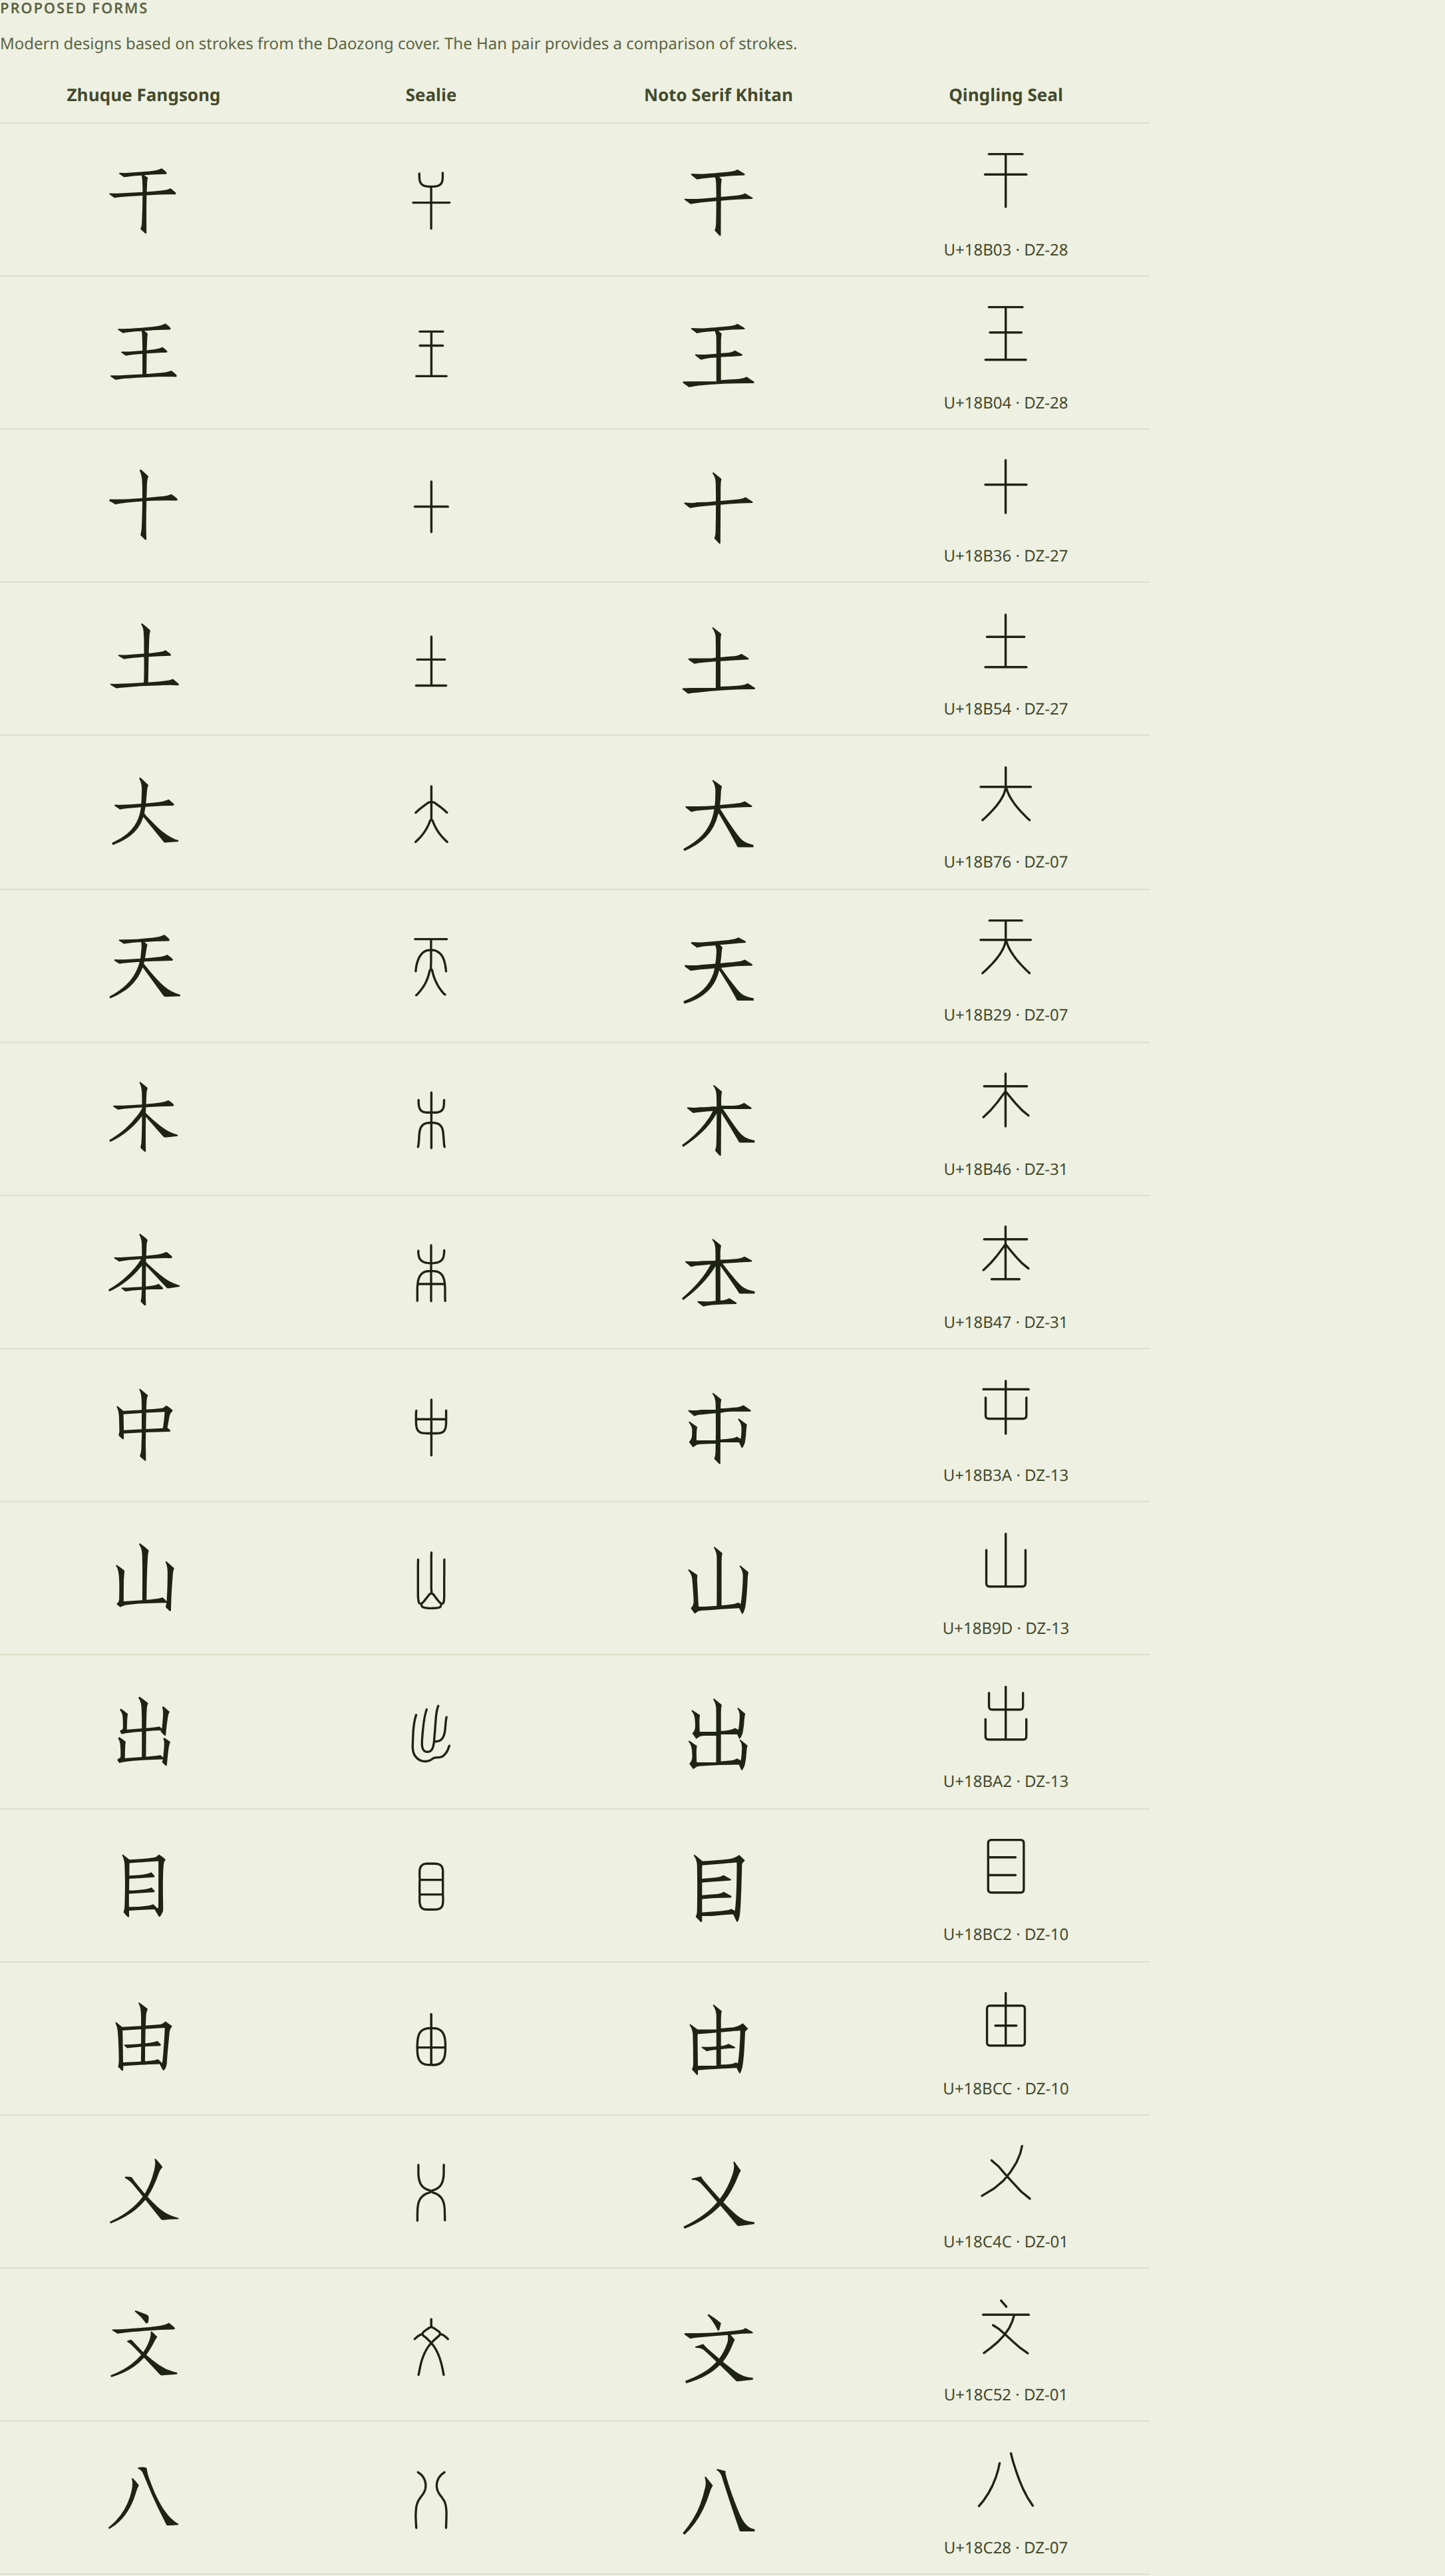 PROPOSED FORMS
Modern designs based on strokes from the Daozong cover. The Han pair provides a comparison of strokes.
Zhuque Fangsong Sealie Noto Serif Khitan Qingling Seal
干 干 𘬃 𘬃
U+18B03 · DZ-28
王 王 𘬄 𘬄
U+18B04 · DZ-28
十 十 𘬶 𘬶
U+18B36 · DZ-27
土 土 𘭔 𘭔
U+18B54 · DZ-27
大 大 𘭶 𘭶
U+18B76 · DZ-07
天 天 𘬩 𘬩
U+18B29 · DZ-07
木 木 𘭆 𘭆
U+18B46 · DZ-31
本 本 𘭇 𘭇
U+18B47 · DZ-31
中 中 𘬺 𘬺
U+18B3A · DZ-13
山 山 𘮝 𘮝
U+18B9D · DZ-13
出 出 𘮢 𘮢
U+18BA2 · DZ-13
目 目 𘯂 𘯂
U+18BC2 · DZ-10
由 由 𘯌 𘯌
U+18BCC · DZ-10
乂 乂 𘱌 𘱌
U+18C4C · DZ-01
文 文 𘱒 𘱒
U+18C52 · DZ-01
八 八 𘰨 𘰨
U+18C28 · DZ-07